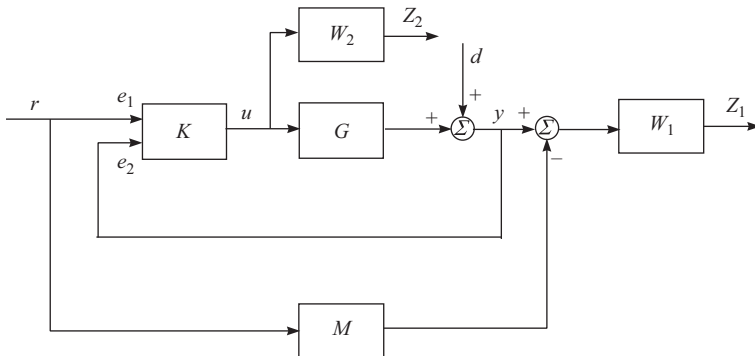 W₂
Z₂
d
+
r
e₁
K
u
G
+
Σ
y
+
Σ
−
W₁
Z₁
e₂
M